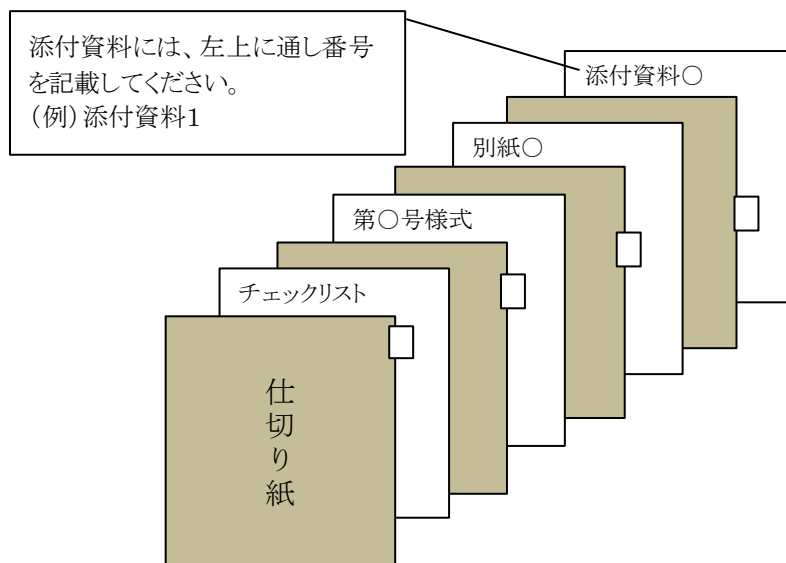 添付資料には、左上に通し番号
を記載してください。
(例)添付資料1
添付資料○
別紙○
第○号様式
チェックリスト
仕切り紙